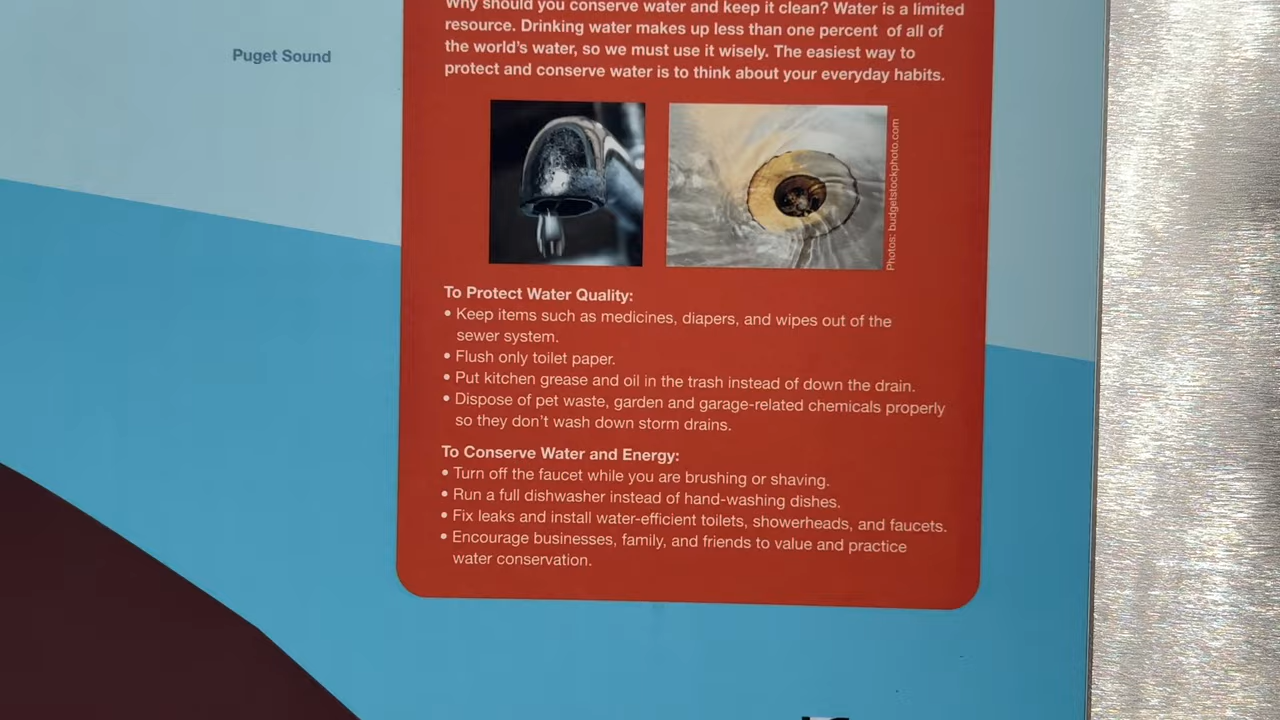 Why should you conserve water and keep it clean? Water is a limited
resource. Drinking water makes up less than one percent of all of
the world's water, so we must use it wisely. The easiest way to
protect and conserve water is to think about your everyday habits.
Puget Sound
Photos: budgetstockphoto.com
To Protect Water Quality:
• Keep items such as medicines, diapers, and wipes out of the
sewer system.
• Flush only toilet paper.
• Put kitchen grease and oil in the trash instead of down the drain.
• Dispose of pet waste, garden and garage-related chemicals properly
so they don't wash down storm drains.
To Conserve Water and Energy:
• Turn off the faucet while you are brushing or shaving.
• Run a full dishwasher instead of hand-washing dishes.
• Fix leaks and install water-efficient toilets, showerheads, and faucets.
• Encourage businesses, family, and friends to value and practice
water conservation.